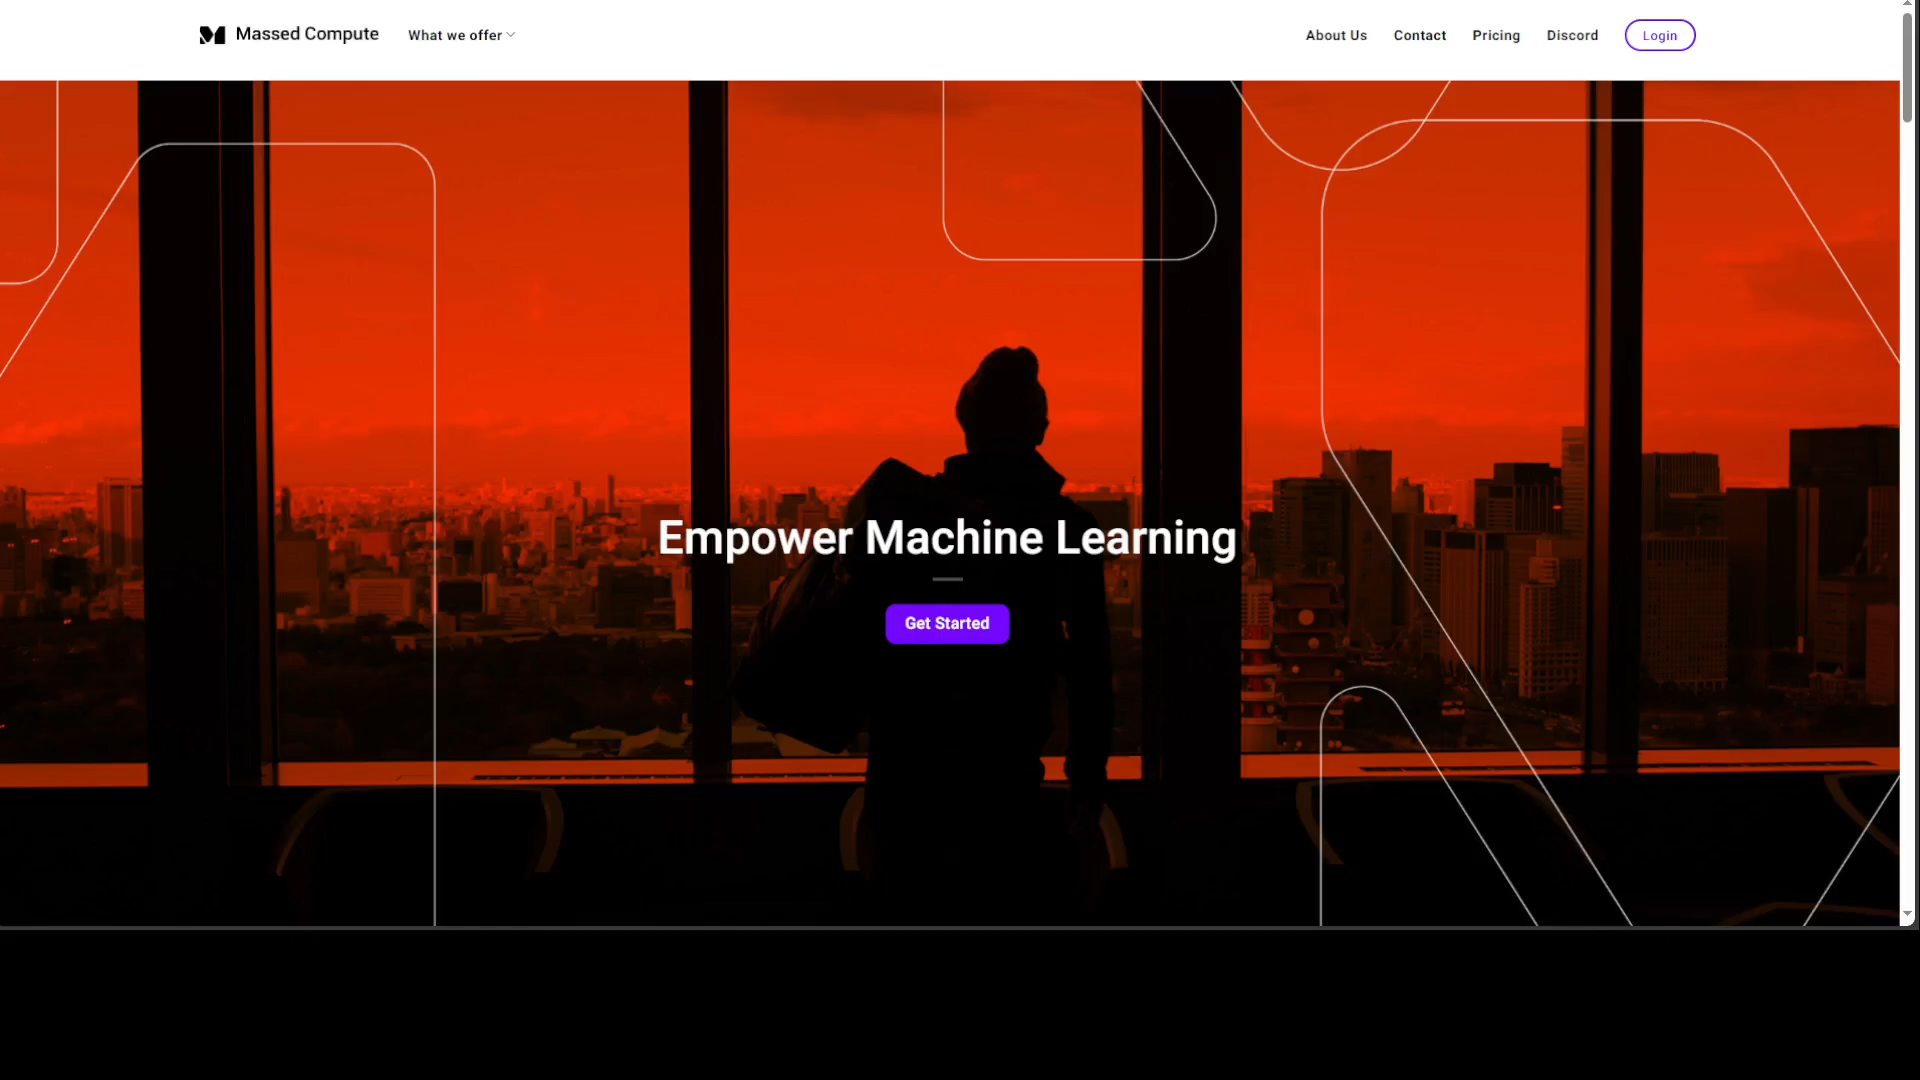 Massed Compute
What we offer
About Us
Contact
Pricing
Discord
Login
Empower Machine Learning
Get Started